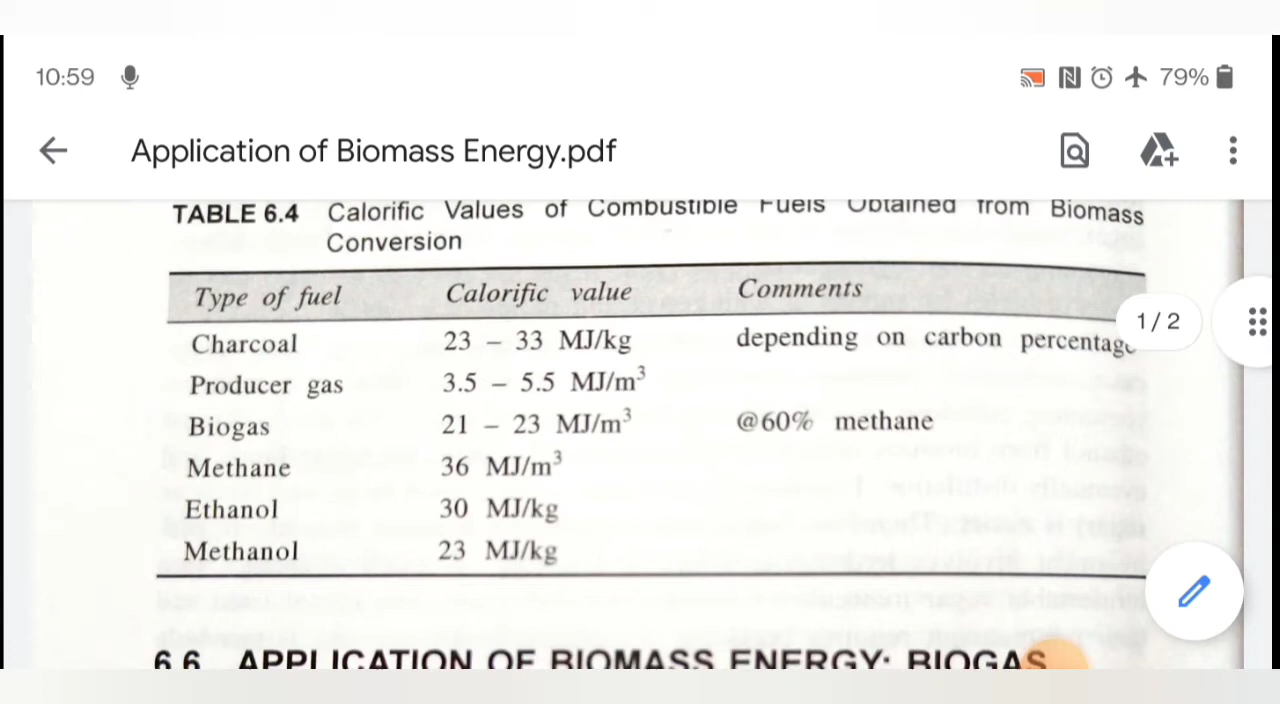 10:59 79%
Application of Biomass Energy.pdf
TABLE 6.4 Calorific Values of Combustible Fuels Obtained from Biomass
Conversion
Type of fuel Calorific value Comments
1/2
Charcoal 23 – 33 MJ/kg depending on carbon percentage
Producer gas 3.5 – 5.5 MJ/m³
Biogas 21 – 23 MJ/m³ @60% methane
Methane 36 MJ/m³
Ethanol 30 MJ/kg
Methanol 23 MJ/kg
6.6 APPLICATION OF BIOMASS ENERGY: BIOGAS